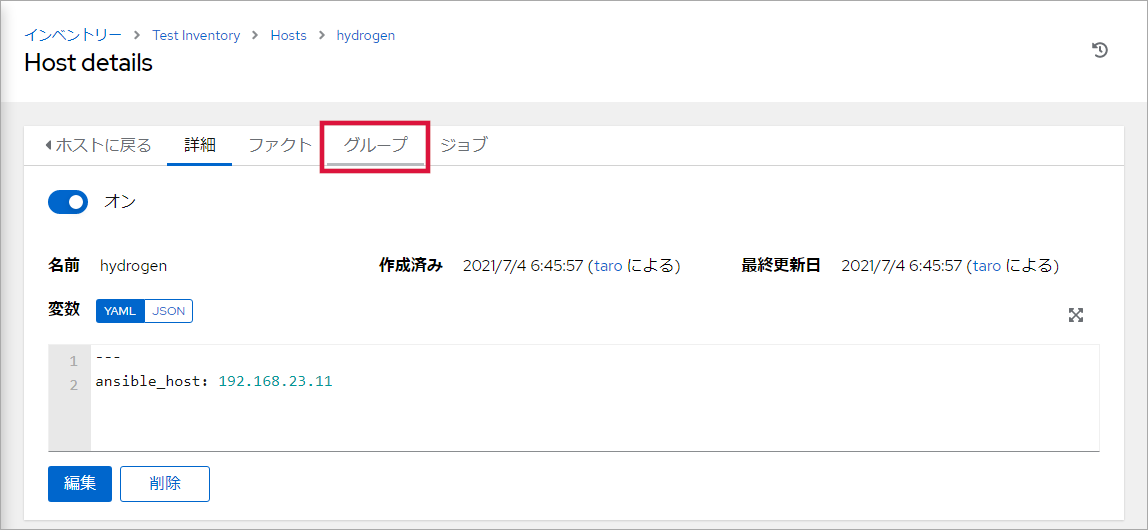 インベントリー > Test Inventory > Hosts > hydrogen
Host details
ホストに戻る 詳細 ファクト グループ ジョブ
オン
名前 hydrogen 作成済み 2021/7/4 6:45:57 (taro による) 最終更新日 2021/7/4 6:45:57 (taro による)
変数 YAML JSON
1 ---
2 ansible_host: 192.168.23.11
編集 削除